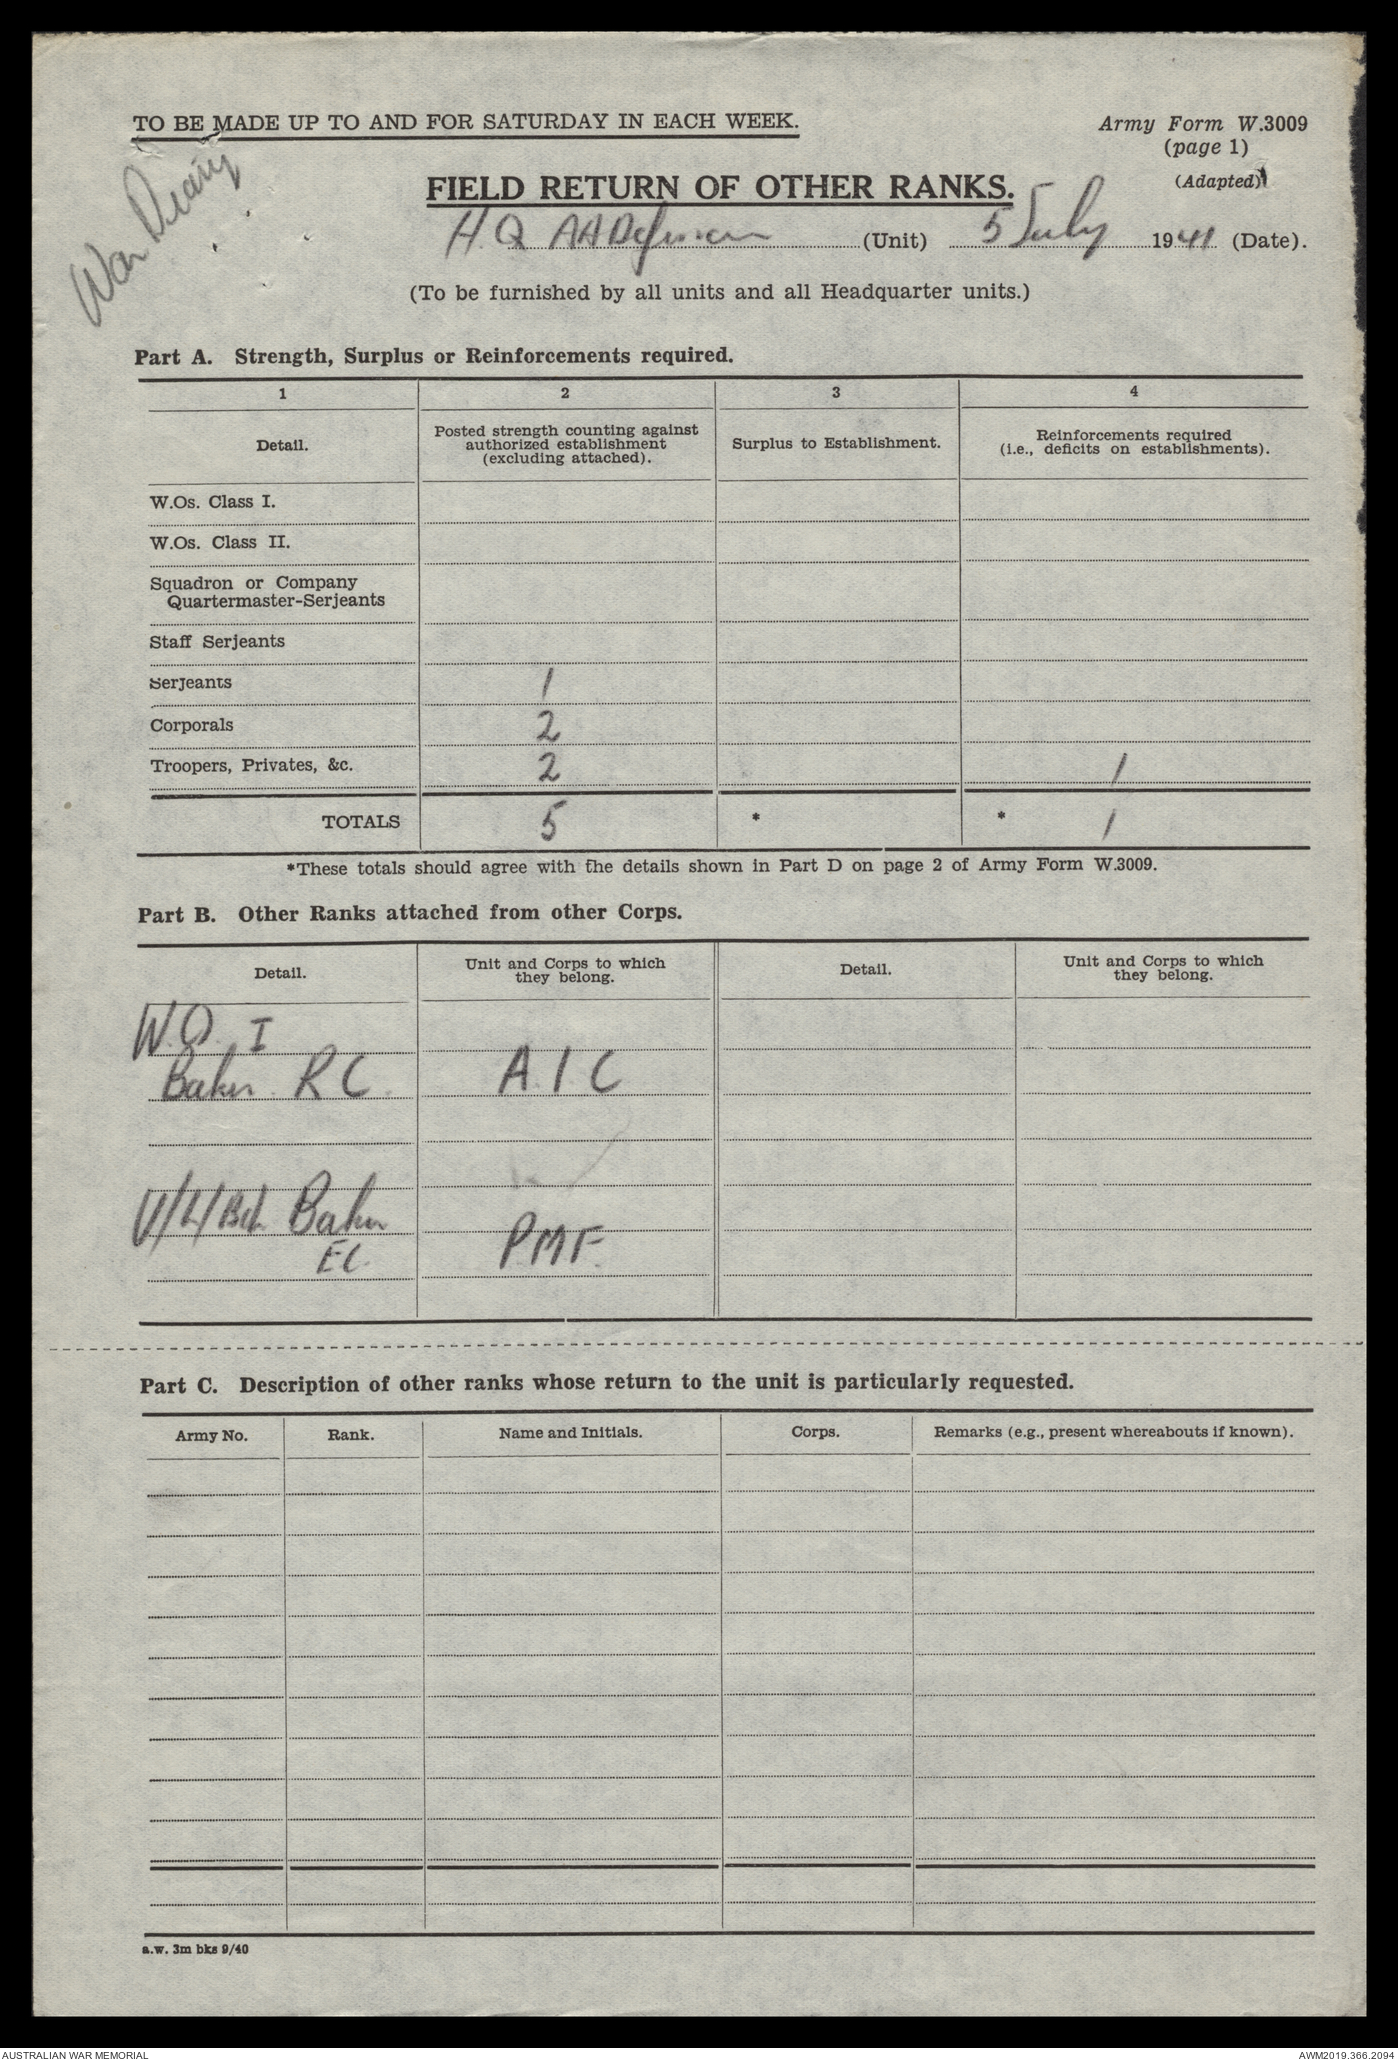 TO BE MADE UP TO AND FOR SATURDAY IN EACH WEEK.
Army Form W.3009
(page 1)
(Adapted)
War Diary
FIELD RETURN OF OTHER RANKS.
H.Q AA Defences (Unit) 5 July 1941 (Date).
(To be furnished by all units and all Headquarter units.)
Part A. Strength, Surplus or Reinforcements required.
1 2 3 4
Detail.
Posted strength counting against
authorized establishment
(excluding attached).
Surplus to Establishment.
Reinforcements required
(i.e., deficits on establishments).
W.Os. Class I.
W.Os. Class II.
Squadron or Company
Quartermaster-Serjeants
Staff Serjeants
Serjeants 1
Corporals 2
Troopers, Privates, &c. 2 1
TOTALS 5 * * 1
*These totals should agree with the details shown in Part D on page 2 of Army Form W.3009.
Part B. Other Ranks attached from other Corps.
Detail.
Unit and Corps to which
they belong.
Detail.
Unit and Corps to which
they belong.
W.O. I
Baker R C. A.I C
Baker
E C. P.M.F.
Part C. Description of other ranks whose return to the unit is particularly requested.
Army No. Rank. Name and Initials. Corps. Remarks (e.g., present whereabouts if known).
a.w. 3m bks 9/40
AUSTRALIAN WAR MEMORIAL
AWM2019.366.2094